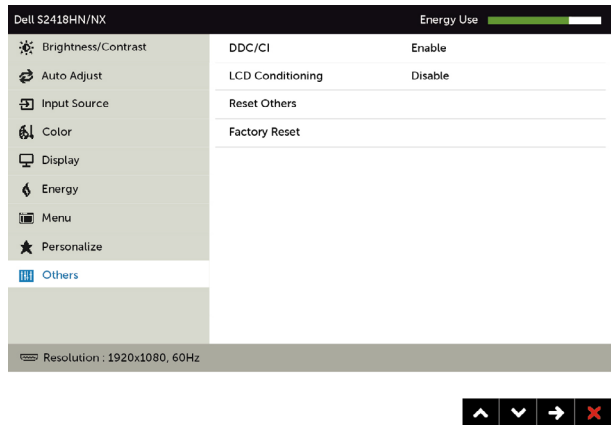 Dell S2418HN/NX Energy Use
Brightness/Contrast
Auto Adjust
Input Source
Color
Display
Energy
Menu
Personalize
Others
DDC/CI Enable
LCD Conditioning Disable
Reset Others
Factory Reset
Resolution : 1920x1080, 60Hz